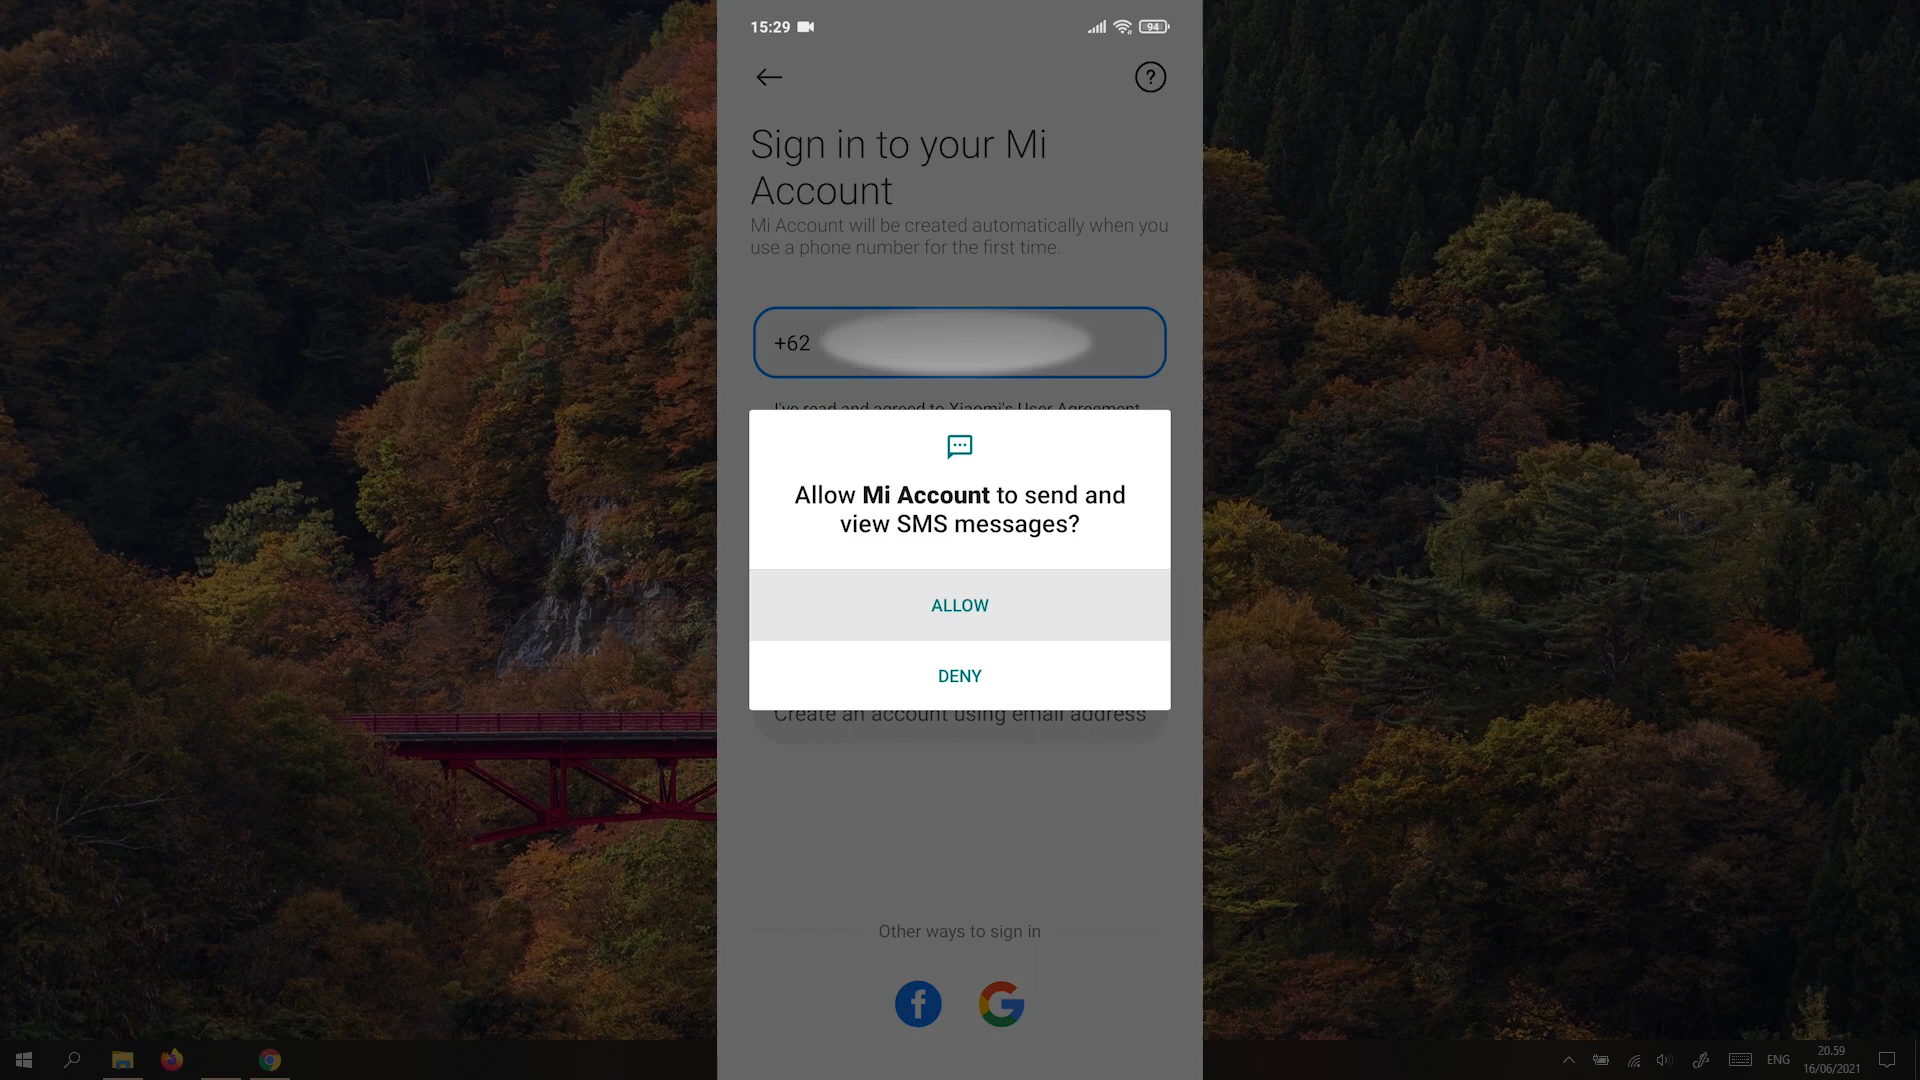 15:29
94
?
Sign in to your Mi
Account
Mi Account will be created automatically when you
use a phone number for the first time.
+62
I've read and agreed to Xiaomi's User Agreement
Allow Mi Account to send and
view SMS messages?
ALLOW
DENY
Create an account using email address
Other ways to sign in
ENG
20.59
16/06/2021